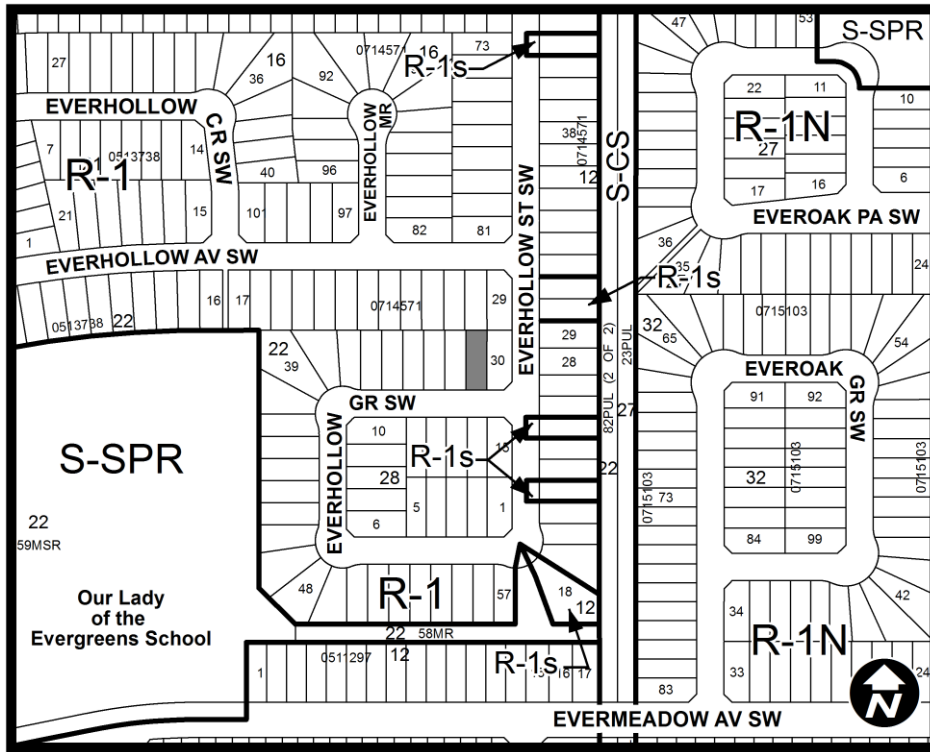 47
53
S-SPR
27
16
36
92
0714571
16
73
R-1s
EVERHOLLOW
CR SW
EVERHOLLOW
MR
22
11
10
R-1N
27
7
0513738
14
38
0714571
R-1
40
96
12
S-CS
17
16
6
21
15
101
97
82
81
EVERHOLLOW ST SW
EVEROAK PA SW
1
36
35
24
EVERHOLLOW AV SW
R-1s
16
17
0714571
29
0513738
22
29
28
82PUL (2 OF 2)
23PUL
32
65
0715103
54
22
39
30
EVEROAK
GR SW
GR SW
91
92
10
15
27
R-1s
S-SPR
EVERHOLLOW
28
22
0715103
73
32
0715103
0715103
22
59MSR
6
5
1
84
99
48
R-1
57
18
12
42
Our Lady
of the
Evergreens School
22
58MR
34
R-1N
0511297
12
R-1s
1
16
17
33
24
83
N
EVERMEADOW AV SW